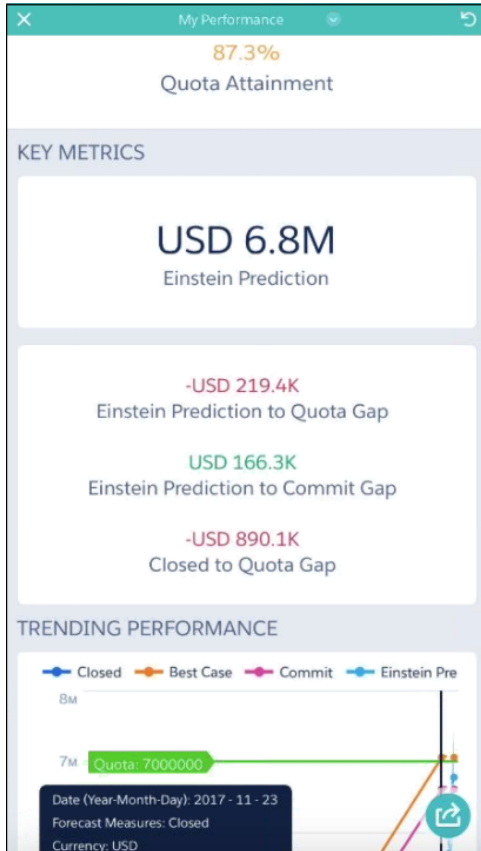 My Performance
87.3%
Quota Attainment
KEY METRICS
USD 6.8M
Einstein Prediction
-USD 219.4K
Einstein Prediction to Quota Gap
USD 166.3K
Einstein Prediction to Commit Gap
-USD 890.1K
Closed to Quota Gap
TRENDING PERFORMANCE
Closed Best Case Commit Einstein Pre
8M
7M Quota: 7000000
Date (Year-Month-Day): 2017 - 11 - 23
Forecast Measures: Closed
Currency: USD